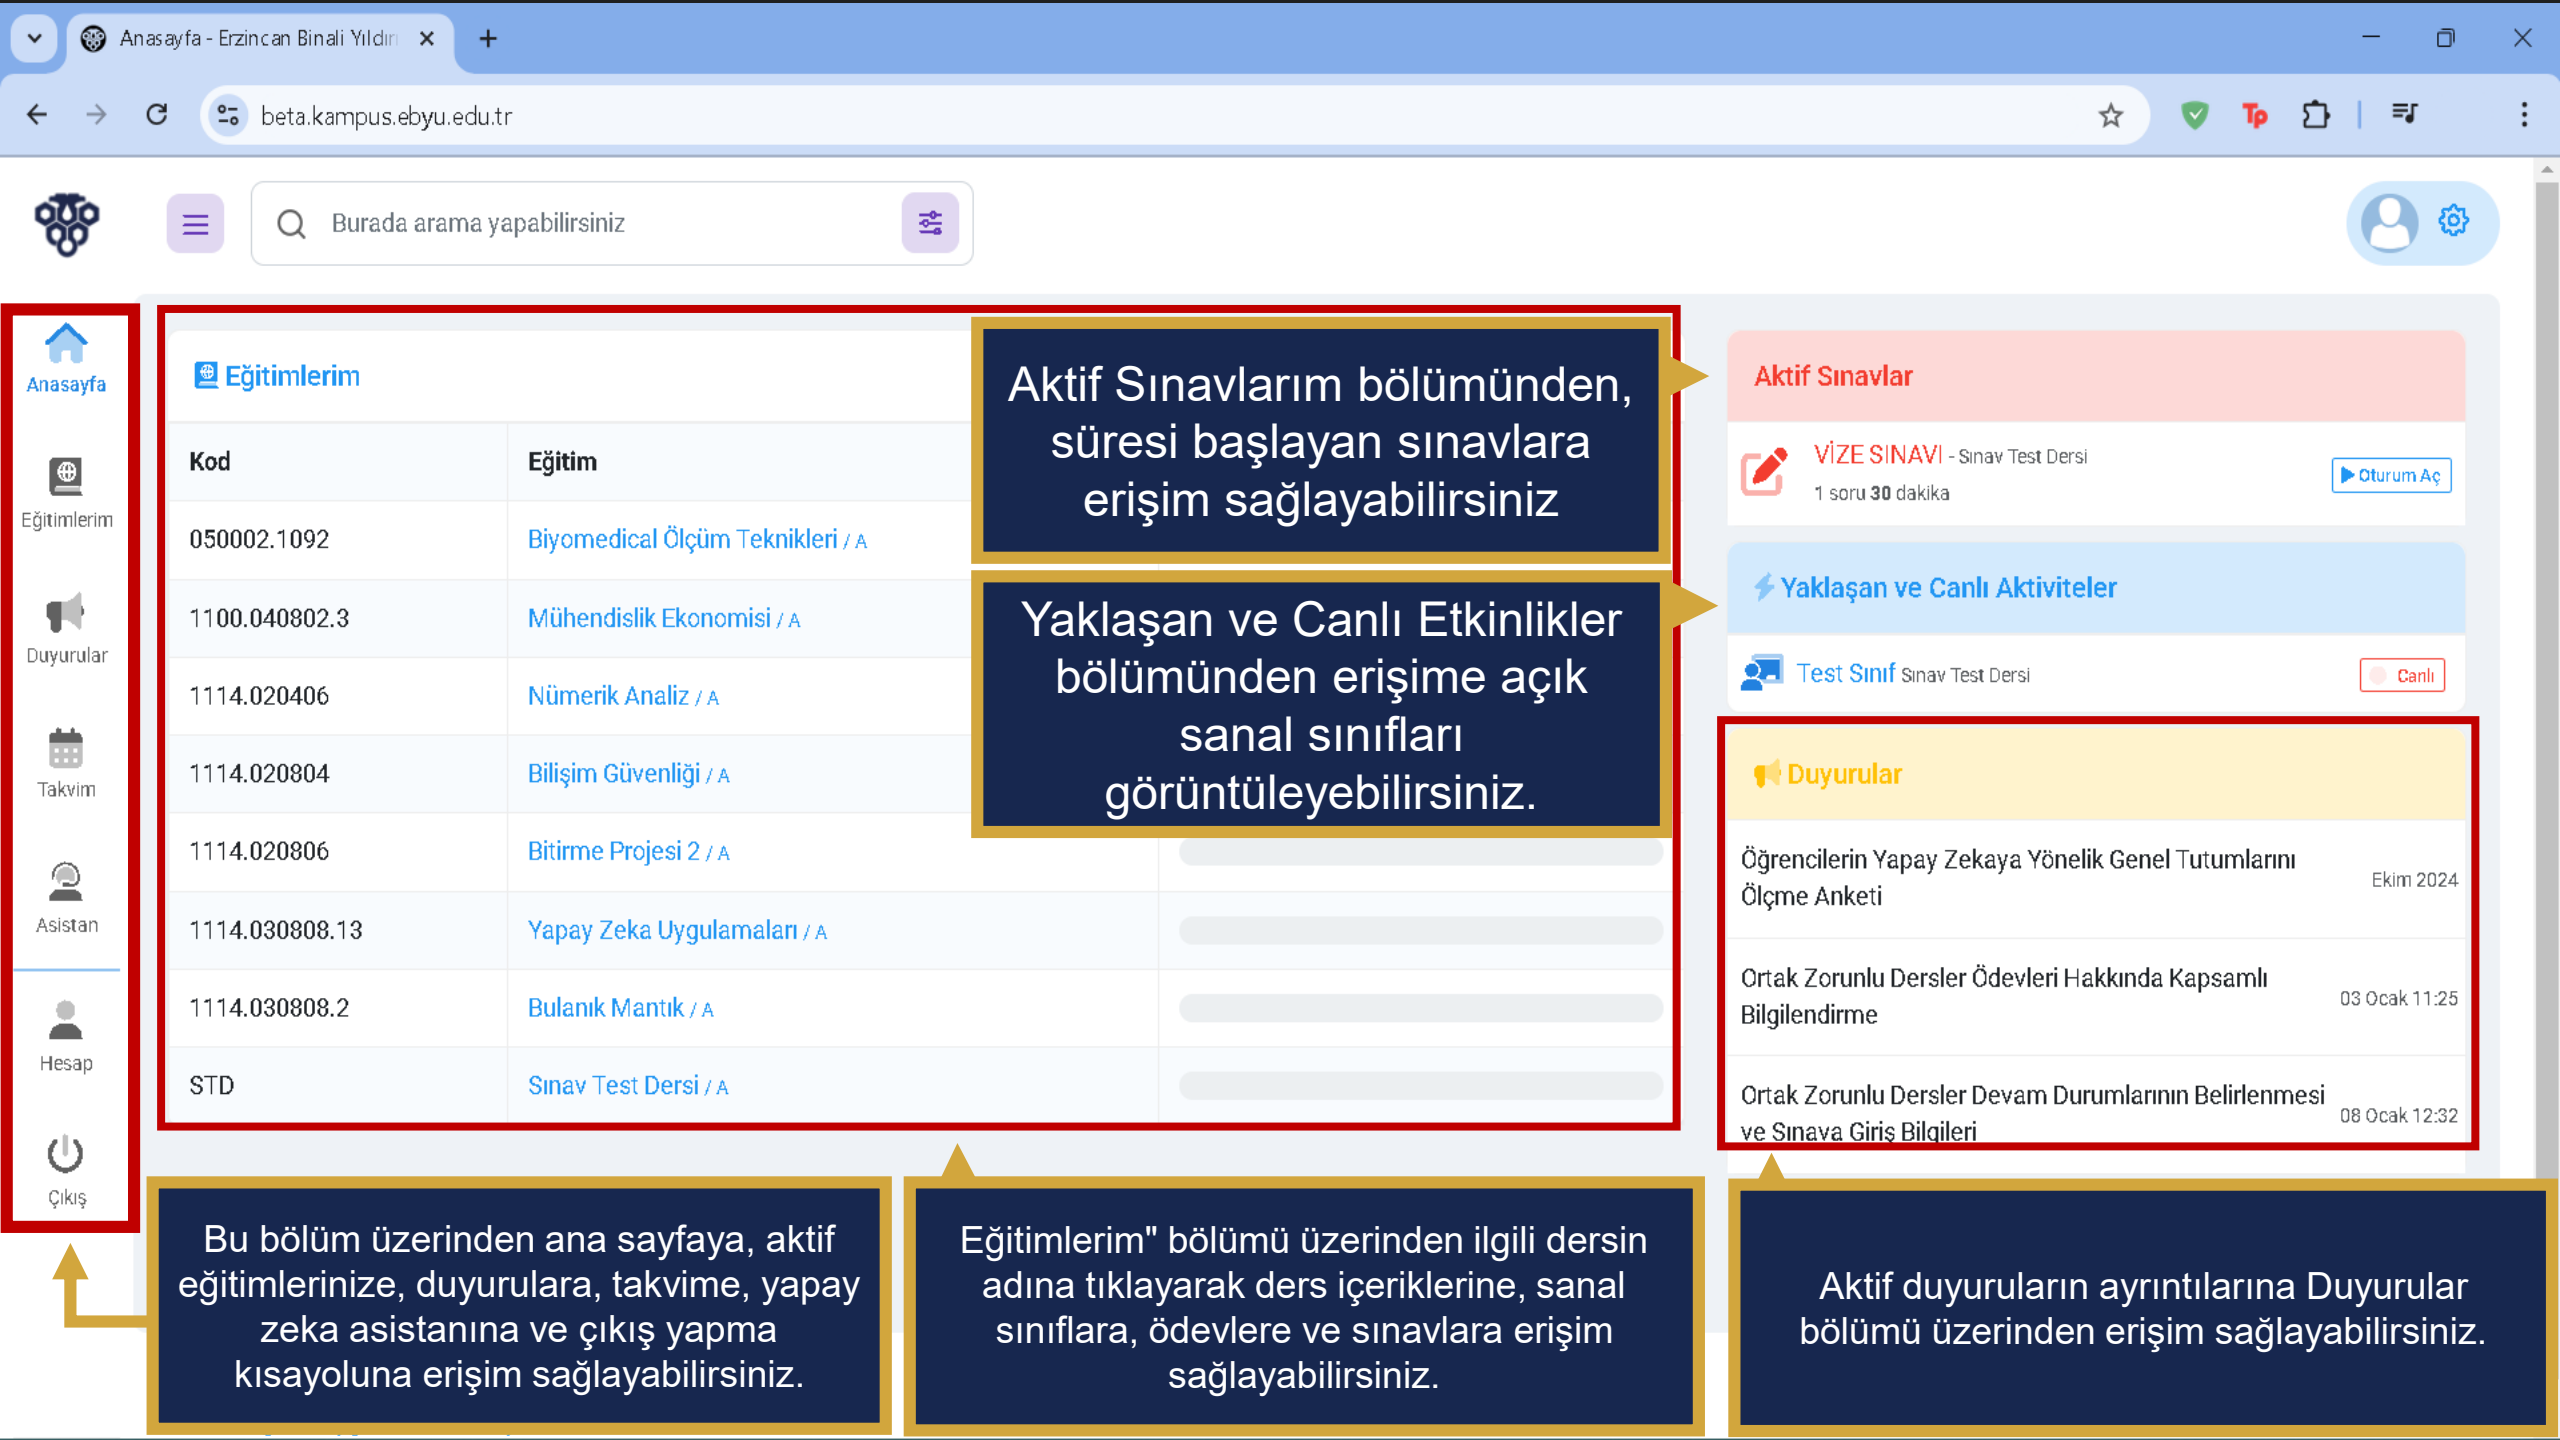 Anasayfa - Erzincan Binali Yıldırı
beta.kampus.ebyu.edu.tr
Burada arama yapabilirsiniz
Anasayfa
Eğitimlerim
Duyurular
Takvim
Asistan
Hesap
Çıkış
Eğitimlerim
Kod
Eğitim
050002.1092
Biyomedical Ölçüm Teknikleri / A
1100.040802.3
Mühendislik Ekonomisi / A
1114.020406
Nümerik Analiz / A
1114.020804
Bilişim Güvenliği / A
1114.020806
Bitirme Projesi 2 / A
1114.030808.13
Yapay Zeka Uygulamaları / A
1114.030808.2
Bulanık Mantık / A
STD
Sınav Test Dersi / A
Aktif Sınavlarım bölümünden,
süresi başlayan sınavlara
erişim sağlayabilirsiniz
Yaklaşan ve Canlı Etkinlikler
bölümünden erişime açık
sanal sınıfları
görüntüleyebilirsiniz.
Aktif Sınavlar
VİZE SINAVI - Sınav Test Dersi
1 soru 30 dakika
Oturum Aç
Yaklaşan ve Canlı Aktiviteler
Test Sınıf Sınav Test Dersi
Canlı
Duyurular
Öğrencilerin Yapay Zekaya Yönelik Genel Tutumlarını
Ölçme Anketi
Ekim 2024
Ortak Zorunlu Dersler Ödevleri Hakkında Kapsamlı
Bilgilendirme
03 Ocak 11:25
Ortak Zorunlu Dersler Devam Durumlarının Belirlenmesi
ve Sınava Giriş Bilgileri
08 Ocak 12:32
Bu bölüm üzerinden ana sayfaya, aktif
eğitimlerinize, duyurulara, takvime, yapay
zeka asistanına ve çıkış yapma
kısayoluna erişim sağlayabilirsiniz.
Eğitimlerim" bölümü üzerinden ilgili dersin
adına tıklayarak ders içeriklerine, sanal
sınıflara, ödevlere ve sınavlara erişim
sağlayabilirsiniz.
Aktif duyuruların ayrıntılarına Duyurular
bölümü üzerinden erişim sağlayabilirsiniz.